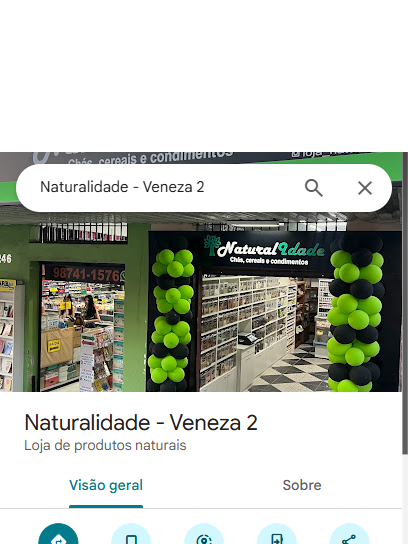 Chás, cereais e condimentos
Naturalidade - Veneza 2
NaturalIdade
Chás, cereais e condimentos
246
98741-1576
Naturalidade - Veneza 2
Loja de produtos naturais
Visão geral
Sobre